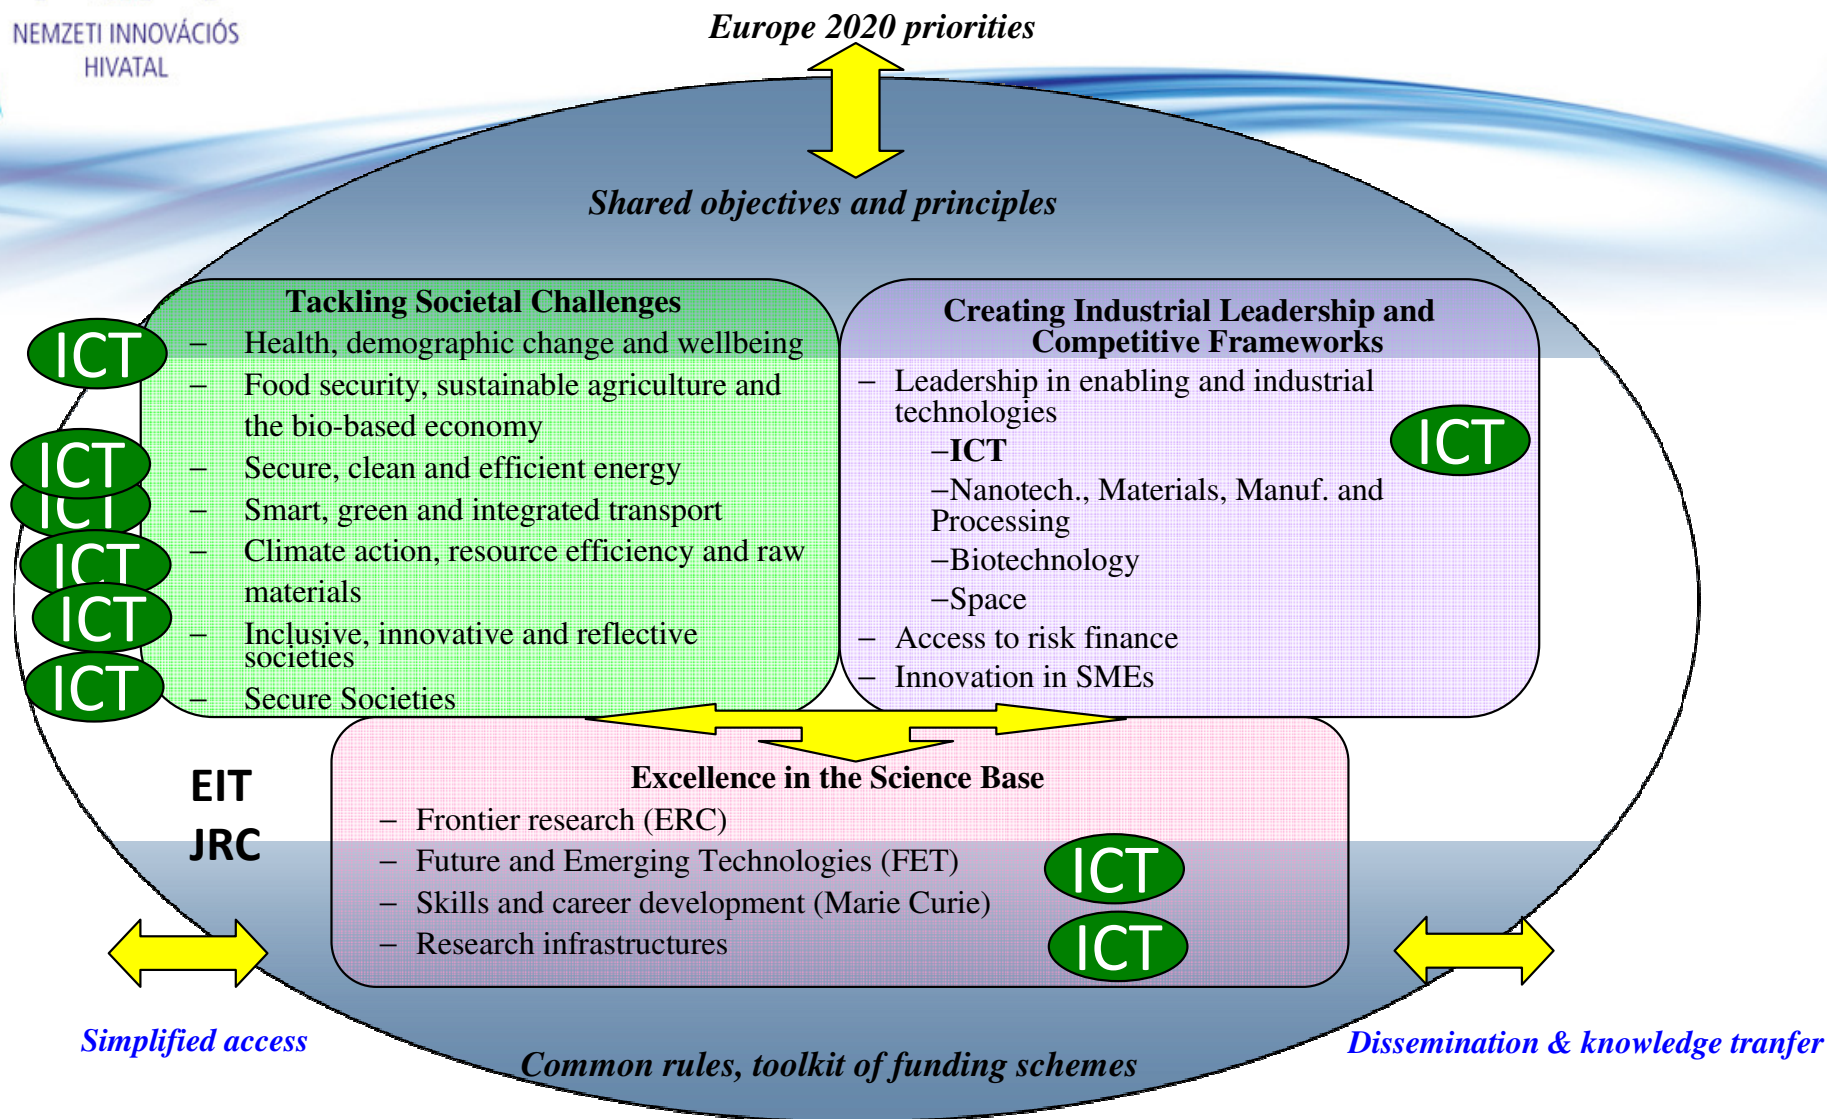 NEMZETI INNOVÁCIÓS
HIVATAL
Europe 2020 priorities
Shared objectives and principles
Tackling Societal Challenges
– Health, demographic change and wellbeing
– Food security, sustainable agriculture and
the bio-based economy
– Secure, clean and efficient energy
– Smart, green and integrated transport
– Climate action, resource efficiency and raw
materials
– Inclusive, innovative and reflective
societies
– Secure Societies
ICT
ICT
ICT
ICT
ICT
ICT
Creating Industrial Leadership and
Competitive Frameworks
– Leadership in enabling and industrial
technologies
–ICT
–Nanotech., Materials, Manuf. and
Processing
–Biotechnology
–Space
– Access to risk finance
– Innovation in SMEs
ICT
EIT
JRC
Excellence in the Science Base
– Frontier research (ERC)
– Future and Emerging Technologies (FET)
– Skills and career development (Marie Curie)
– Research infrastructures
ICT
ICT
Simplified access
Common rules, toolkit of funding schemes
Dissemination & knowledge tranfer